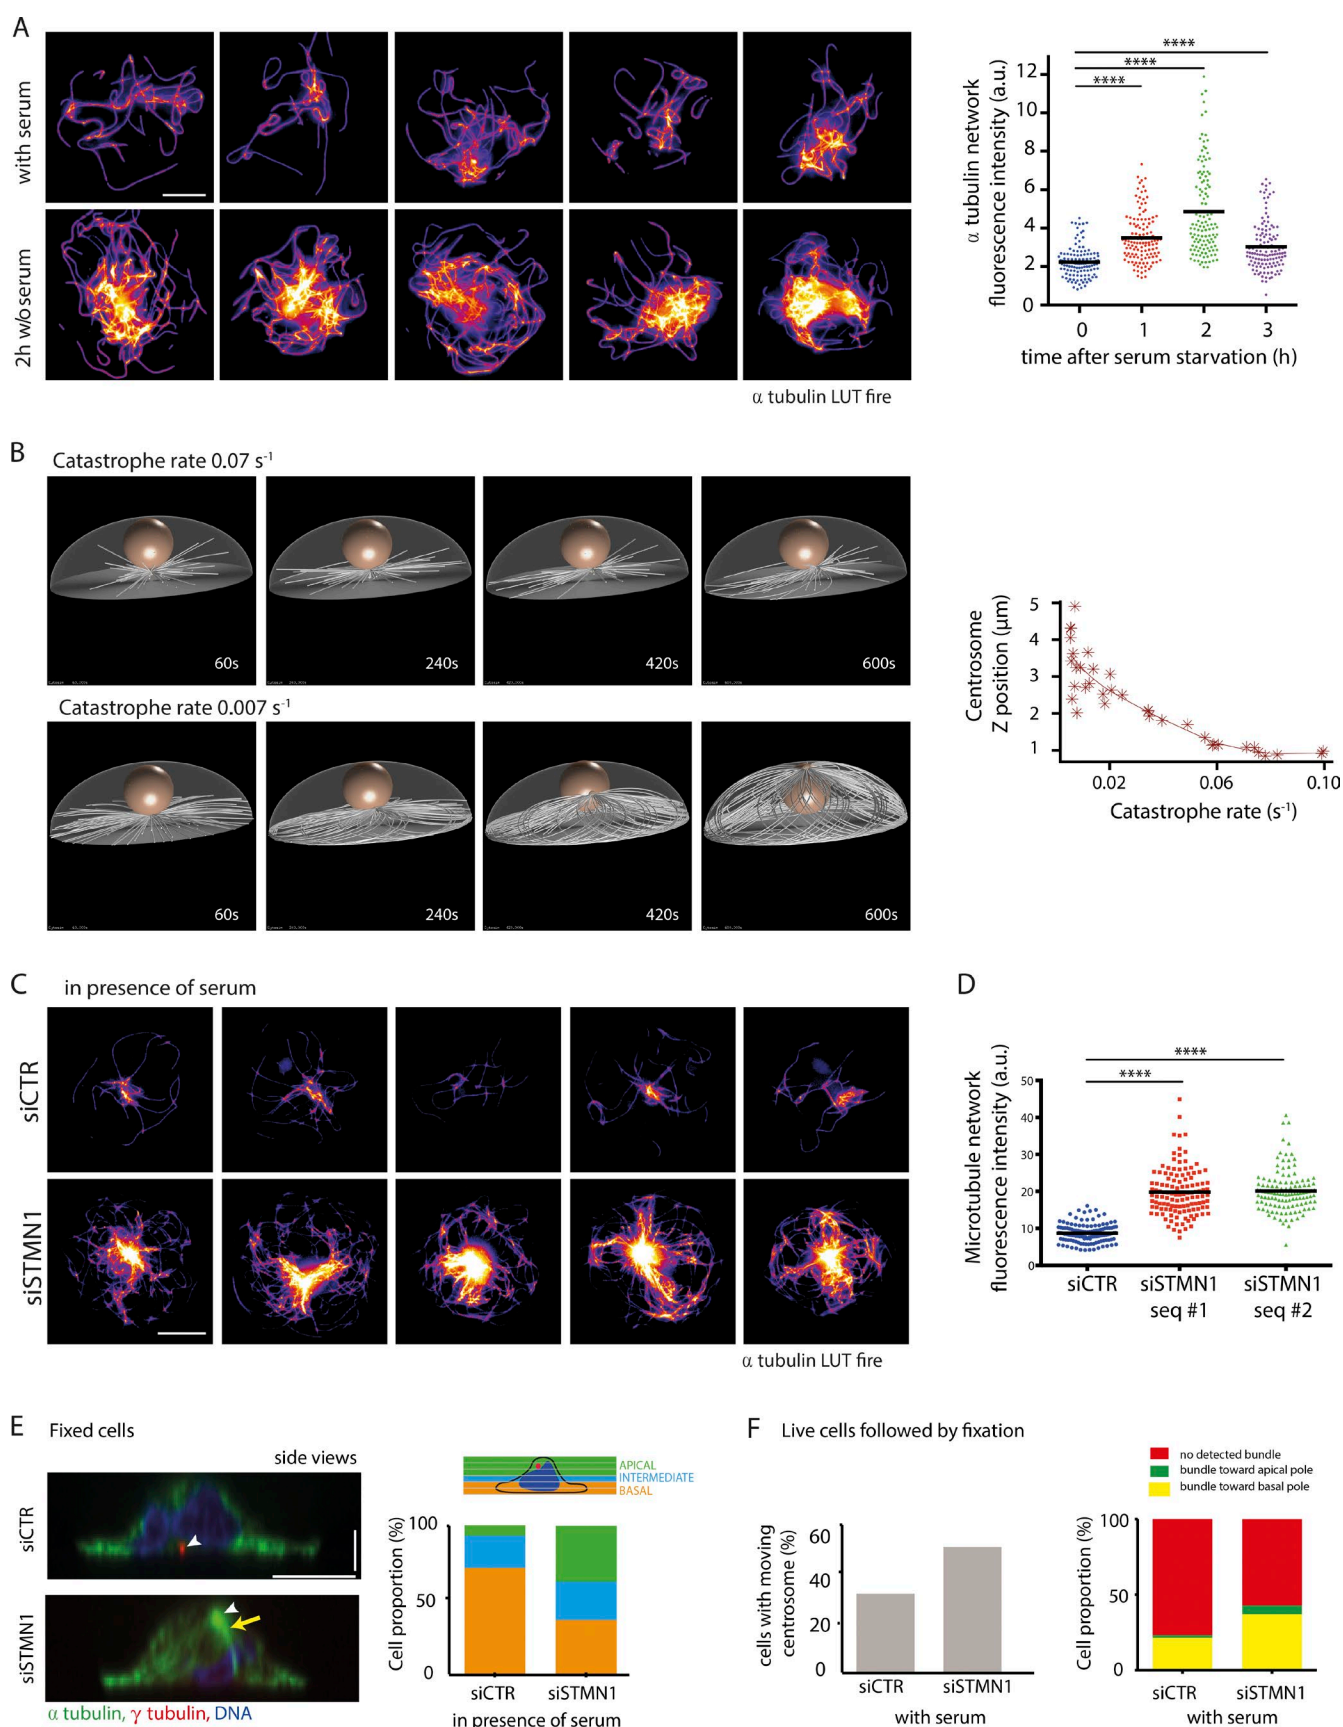 A
with serum
2h w/o serum
α tubulin LUT fire
α tubulin network
fluorescence intensity (a.u.)
****
****
****
12
10
8
6
4
2
0
0 1 2 3
time after serum starvation (h)
B
Catastrophe rate 0.07 s-1
60s 240s 420s 600s
Catastrophe rate 0.007 s-1
60s 240s 420s 600s
Centrosome
Z position (μm)
5
4
3
2
1
0.02 0.06 0.10
Catastrophe rate (s-1)
C in presence of serum
siCTR
siSTMN1
α tubulin LUT fire
D
Microtubule network
fluorescence intensity (a.u.)
****
****
50
40
30
20
10
0
siCTR siSTMN1 siSTMN1
seq #1 seq #2
E Fixed cells
side views
siCTR
siSTMN1
α tubulin, γ tubulin, DNA
APICAL
INTERMEDIATE
BASAL
Cell proportion (%)
100
50
0
siCTR siSTMN1
in presence of serum
F Live cells followed by fixation
cells with moving
centrosome (%)
60
40
20
0
siCTR siSTMN1
with serum
no detected bundle
bundle toward apical pole
bundle toward basal pole
Cell proportion (%)
100
50
0
siCTR siSTMN1
with serum